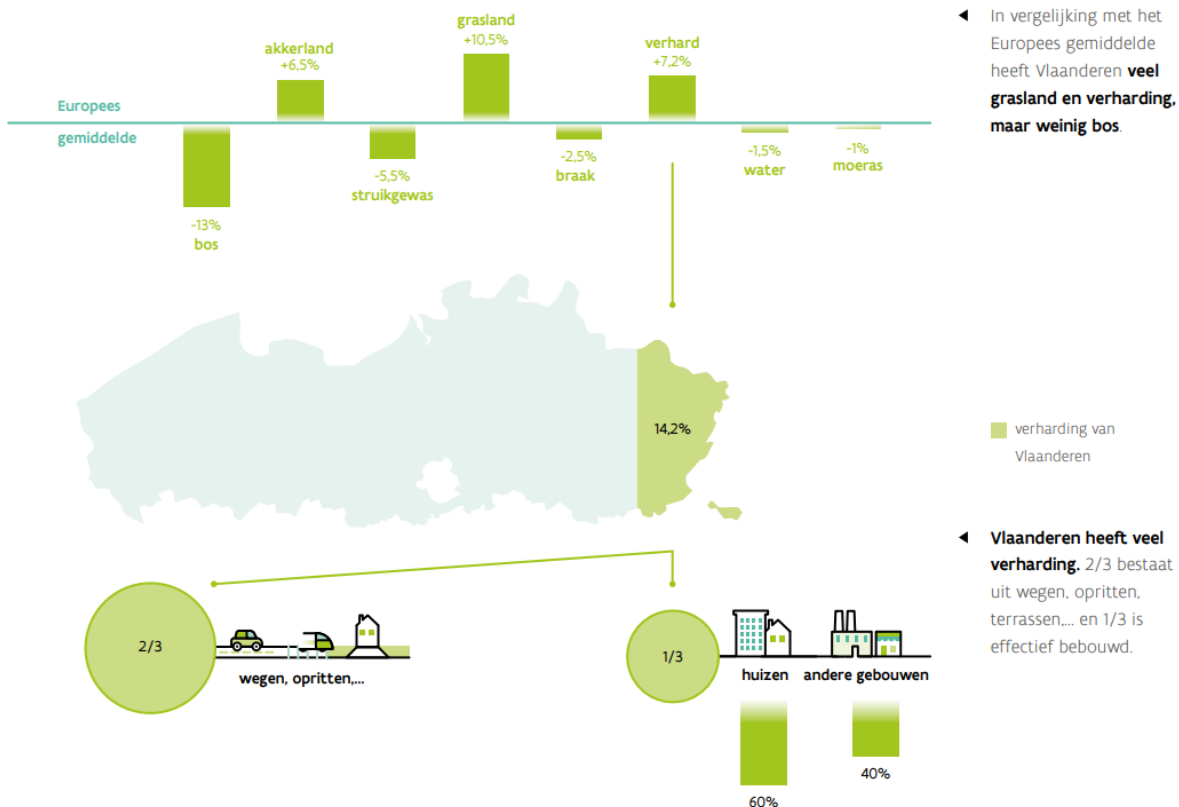 grasland
+10,5%
akkerland
+6,5%
verhard
+7,2%
Europees
gemiddelde
-13%
bos
-5,5%
struikgewas
-2,5%
braak
-1,5%
water
-1%
moeras
◄ In vergelijking met het
Europees gemiddelde
heeft Vlaanderen veel
grasland en verharding,
maar weinig bos.
14,2%
verharding van
Vlaanderen
2/3
wegen, opritten,...
1/3
huizen
andere gebouwen
60%
40%
◄ Vlaanderen heeft veel
verharding. 2/3 bestaat
uit wegen, opritten,
terrassen,... en 1/3 is
effectief bebouwd.